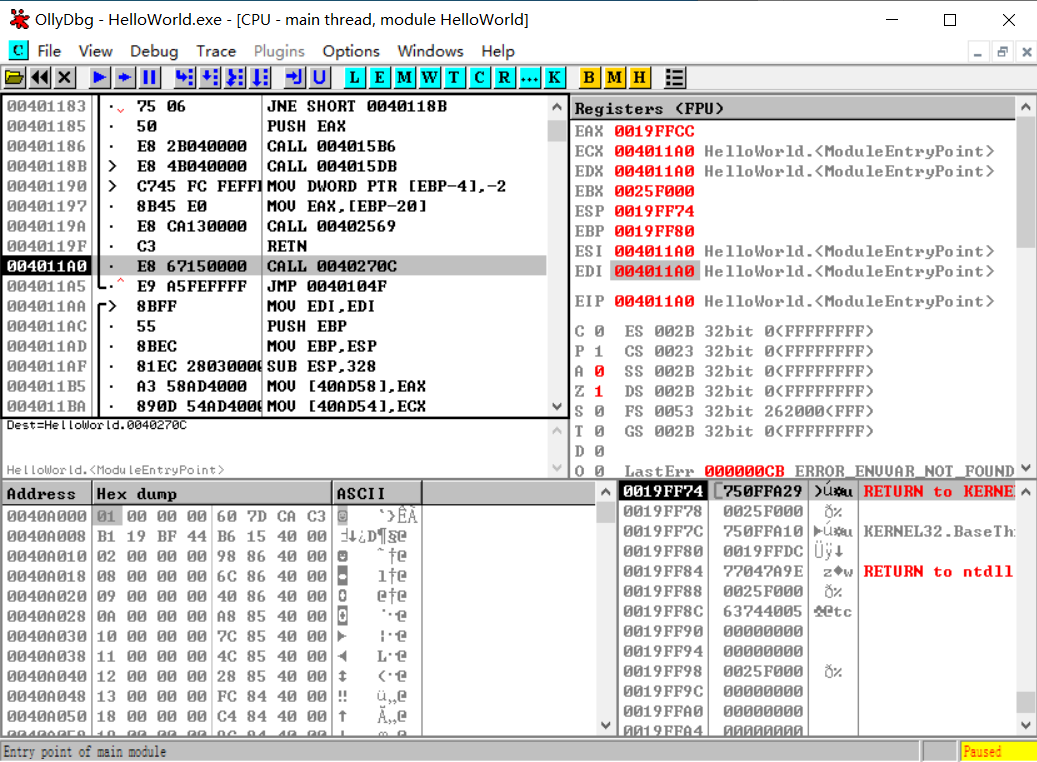 OllyDbg - HelloWorld.exe - [CPU - main thread, module HelloWorld]
C File View Debug Trace Plugins Options Windows Help
L E M W T C R ... K B M H
00401183 75 06 JNE SHORT 0040118B
00401185 50 PUSH EAX
00401186 E8 2B040000 CALL 004015B6
0040118B > E8 4B040000 CALL 004015DB
00401190 > C745 FC FEFFF MOV DWORD PTR [EBP-4],-2
00401197 8B45 E0 MOV EAX,[EBP-20]
0040119A E8 CA130000 CALL 00402569
0040119F C3 RETN
004011A0 E8 67150000 CALL 0040270C
004011A5 E9 A5FEFFFF JMP 0040104F
004011AA > 8BFF MOV EDI,EDI
004011AC 55 PUSH EBP
004011AD 8BEC MOV EBP,ESP
004011AF 81EC 28030000 SUB ESP,328
004011B5 A3 58AD4000 MOV [40AD58],EAX
004011BA 890D 54AD4000 MOV [40AD54],ECX
Dest=HelloWorld.0040270C
HelloWorld.<ModuleEntryPoint>
Registers (FPU)
EAX 0019FFCC
ECX 004011A0 HelloWorld.<ModuleEntryPoint>
EDX 004011A0 HelloWorld.<ModuleEntryPoint>
EBX 0025F000
ESP 0019FF74
EBP 0019FF80
ESI 004011A0 HelloWorld.<ModuleEntryPoint>
EDI 004011A0 HelloWorld.<ModuleEntryPoint>
EIP 004011A0 HelloWorld.<ModuleEntryPoint>
C 0 ES 002B 32bit 0(FFFFFFFF)
P 1 CS 0023 32bit 0(FFFFFFFF)
A 0 SS 002B 32bit 0(FFFFFFFF)
Z 1 DS 002B 32bit 0(FFFFFFFF)
S 0 FS 0053 32bit 262000(FFF)
T 0 GS 002B 32bit 0(FFFFFFFF)
D 0
O 0 LastErr 000000CB ERROR_ENVVAR_NOT_FOUND
Address Hex dump ASCII
0040A000 01 00 00 00 60 7D CA C3 `}ÊÃ
0040A008 B1 19 BF 44 B6 15 40 00 ±↓¿D¶§@
0040A010 02 00 00 00 98 86 40 00 ˜†@
0040A018 08 00 00 00 6C 86 40 00 l†@
0040A020 09 00 00 00 40 86 40 00 @†@
0040A028 0A 00 00 00 A8 85 40 00 ¨…@
0040A030 10 00 00 00 7C 85 40 00 |…@
0040A038 11 00 00 00 4C 85 40 00 L…@
0040A040 12 00 00 00 28 85 40 00 (…@
0040A048 13 00 00 00 FC 84 40 00 ‼ ü„@
0040A050 18 00 00 00 C4 84 40 00 ↑ Ä„@
0019FF74 [750FFA29 )ú☼u RETURN to KERNE
0019FF78 0025F000 ð%
0019FF7C 750FFA10 ►ú☼u KERNEL32.BaseTh
0019FF80 0019FFDC Üÿ↓
0019FF84 77047A9E z♦w RETURN to ntdll
0019FF88 0025F000 ð%
0019FF8C 63744005 ♣@tc
0019FF90 00000000
0019FF94 00000000
0019FF98 0025F000 ð%
0019FF9C 00000000
0019FFA0 00000000
0019FFA4 00000000
Entry point of main module Paused